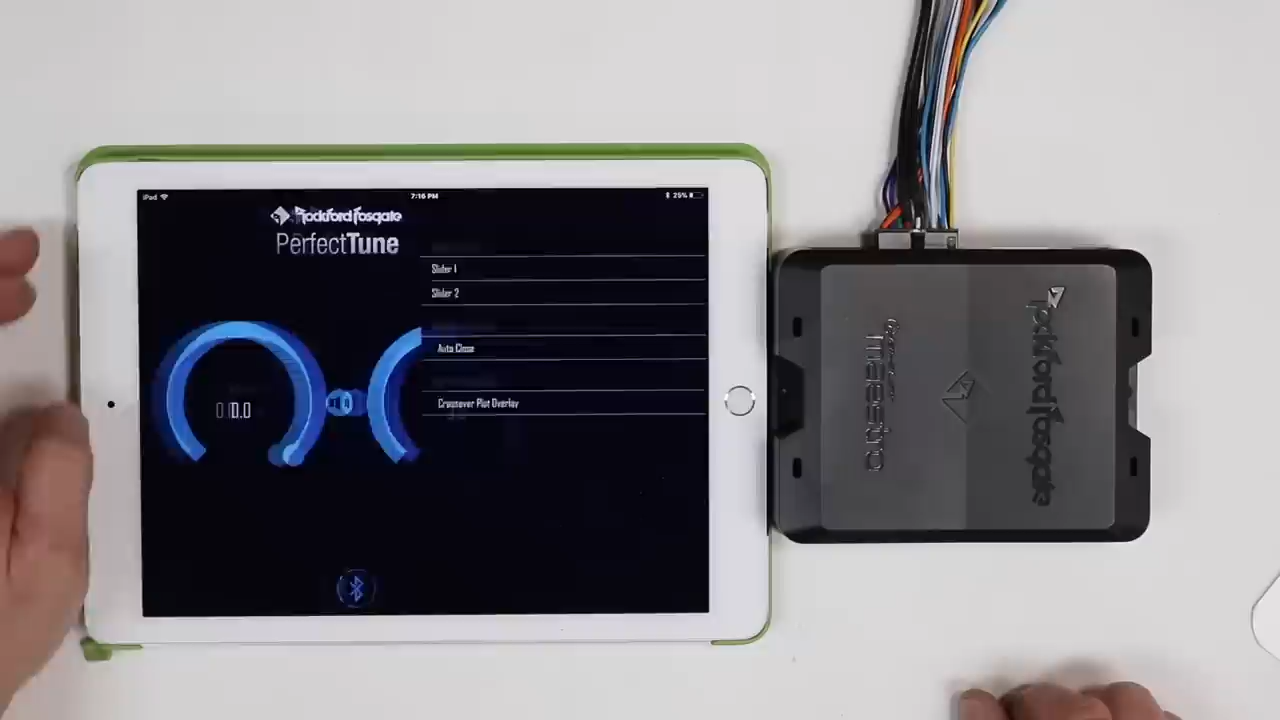 iPad
7:16 PM
25%
Rockford Fosgate
PerfectTune
Slider 1
Slider 2
Auto Close
Crossover Plot Overlay
0.0
maestro
Rockford Fosgate